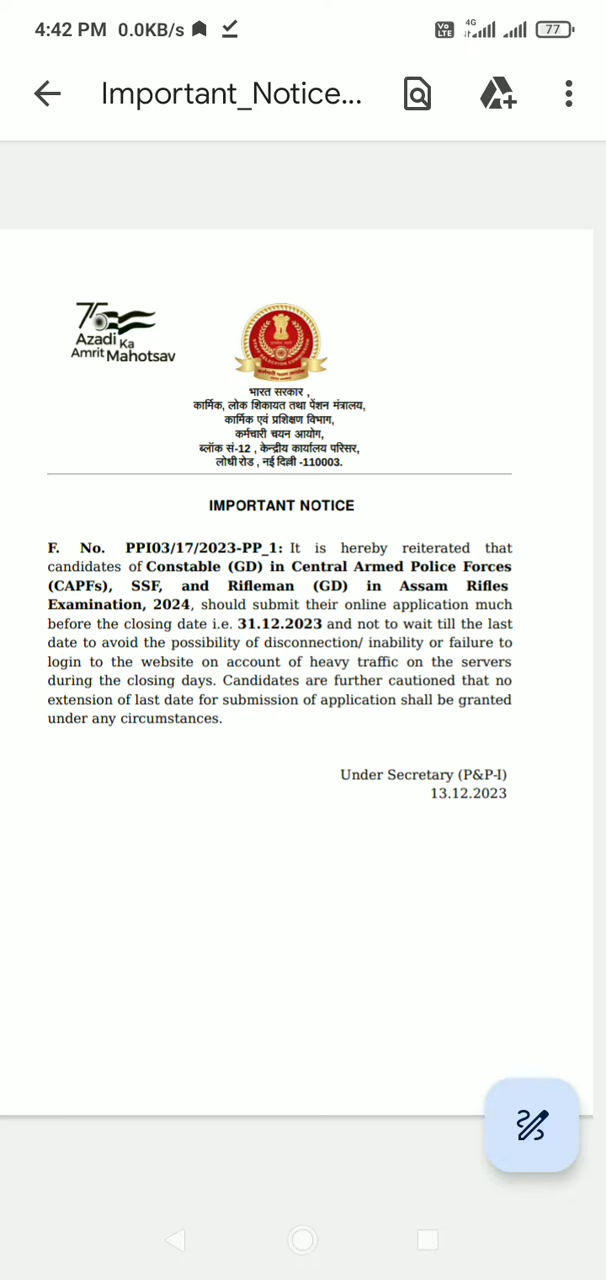 4:42 PM 0.0KB/s
Vo LTE 4G 77
Important_Notice...
75
Azadi Ka
Amrit Mahotsav
भारत सरकार ,
कार्मिक, लोक शिकायत तथा पेंशन मंत्रालय,
कार्मिक एवं प्रशिक्षण विभाग,
कर्मचारी चयन आयोग,
ब्लॉक सं-12 , केन्द्रीय कार्यालय परिसर,
लोधी रोड , नई दिल्ली -110003.
IMPORTANT NOTICE
F. No. PPI03/17/2023-PP_1: It is hereby reiterated that
candidates of Constable (GD) in Central Armed Police Forces
(CAPFs), SSF, and Rifleman (GD) in Assam Rifles
Examination, 2024, should submit their online application much
before the closing date i.e. 31.12.2023 and not to wait till the last
date to avoid the possibility of disconnection/ inability or failure to
login to the website on account of heavy traffic on the servers
during the closing days. Candidates are further cautioned that no
extension of last date for submission of application shall be granted
under any circumstances.
Under Secretary (P&P-I)
13.12.2023